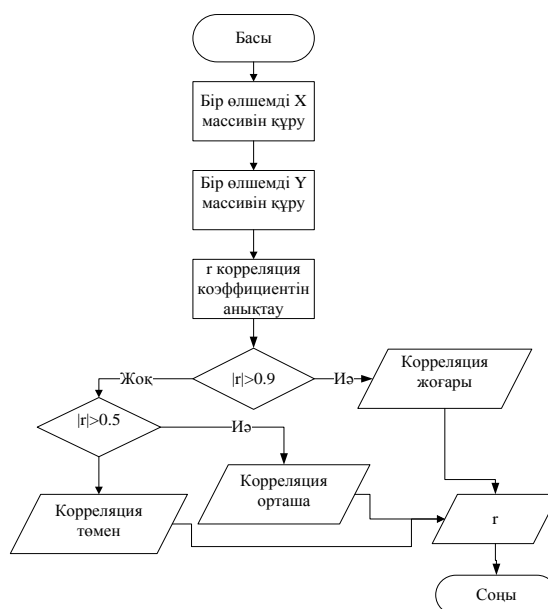 Басы
Бір өлшемді X
массивін құру
Бір өлшемді Y
массивін құру
r корреляция
коэффициентін
анықтау
|r|>0.9
Жоқ
Иә
Корреляция
жоғары
|r|>0.5
Иә
Корреляция
орташа
Корреляция
төмен
r
Соңы